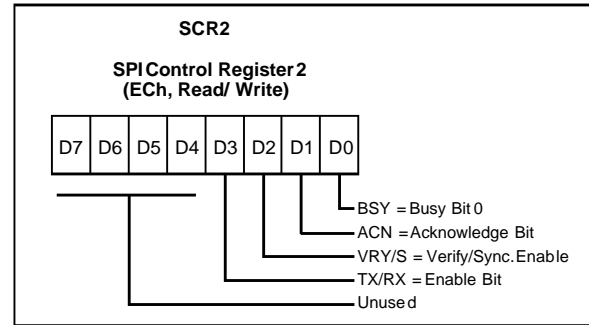 SCR2
SPI Control Register 2
(ECh, Read/ Write)
D7 D6 D5 D4 D3 D2 D1 D0
BSY = Busy Bit 0
ACN = Acknowledge Bit
VRY/S = Verify/Sync. Enable
TX/RX = Enable Bit
Unused